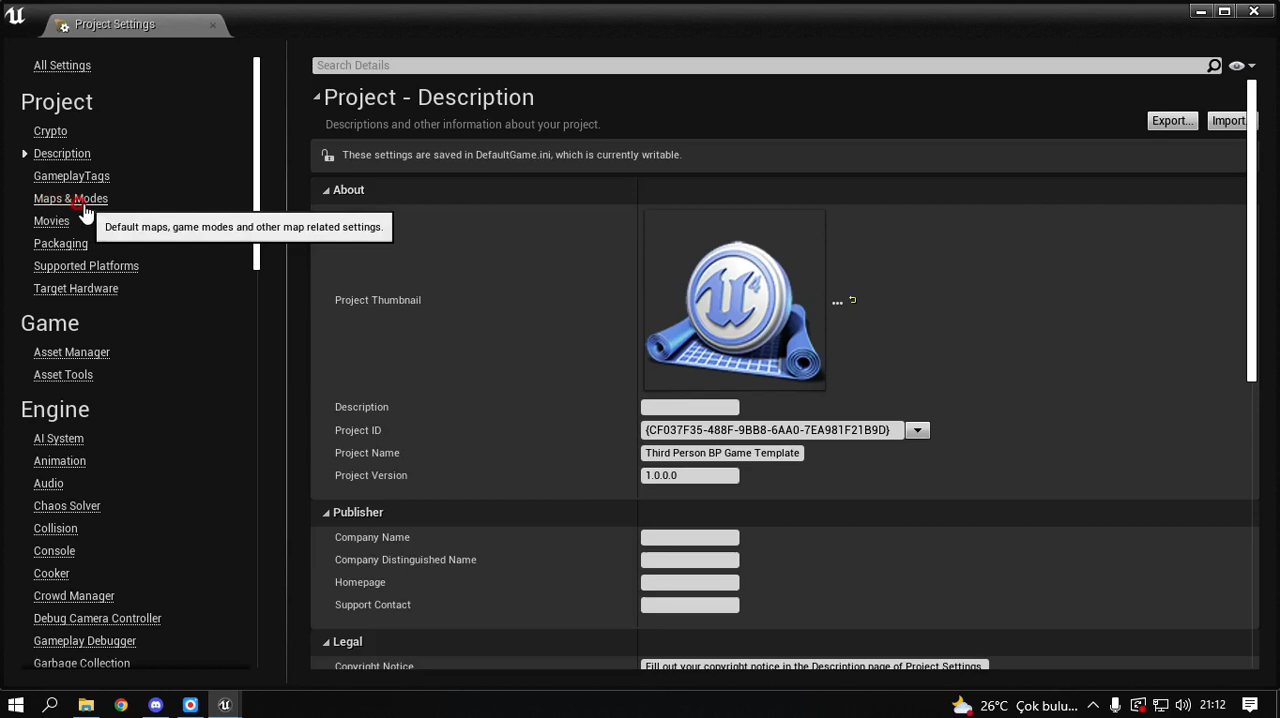 Project Settings
All Settings
Project
Crypto
Description
GameplayTags
Maps & Modes
Movies
Packaging
Supported Platforms
Target Hardware
Game
Asset Manager
Asset Tools
Engine
AI System
Animation
Audio
Chaos Solver
Collision
Console
Cooker
Crowd Manager
Debug Camera Controller
Gameplay Debugger
Garbage Collection
Default maps, game modes and other map related settings.
Search Details
Project - Description
Descriptions and other information about your project.
Export...
Import...
These settings are saved in DefaultGame.ini, which is currently writable.
About
Project Thumbnail
Description
Project ID {CF037F35-488F-9BB8-6AA0-7EA981F21B9D}
Project Name Third Person BP Game Template
Project Version 1.0.0.0
Publisher
Company Name
Company Distinguished Name
Homepage
Support Contact
Legal
Copyright Notice Fill out your copyright notice in the Description page of Project Settings.
26°C Çok bulu... 21:12